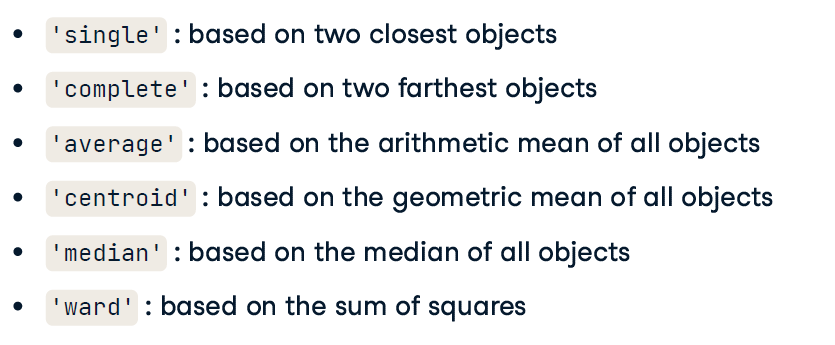 • 'single' : based on two closest objects
• 'complete' : based on two farthest objects
• 'average' : based on the arithmetic mean of all objects
• 'centroid' : based on the geometric mean of all objects
• 'median' : based on the median of all objects
• 'ward' : based on the sum of squares